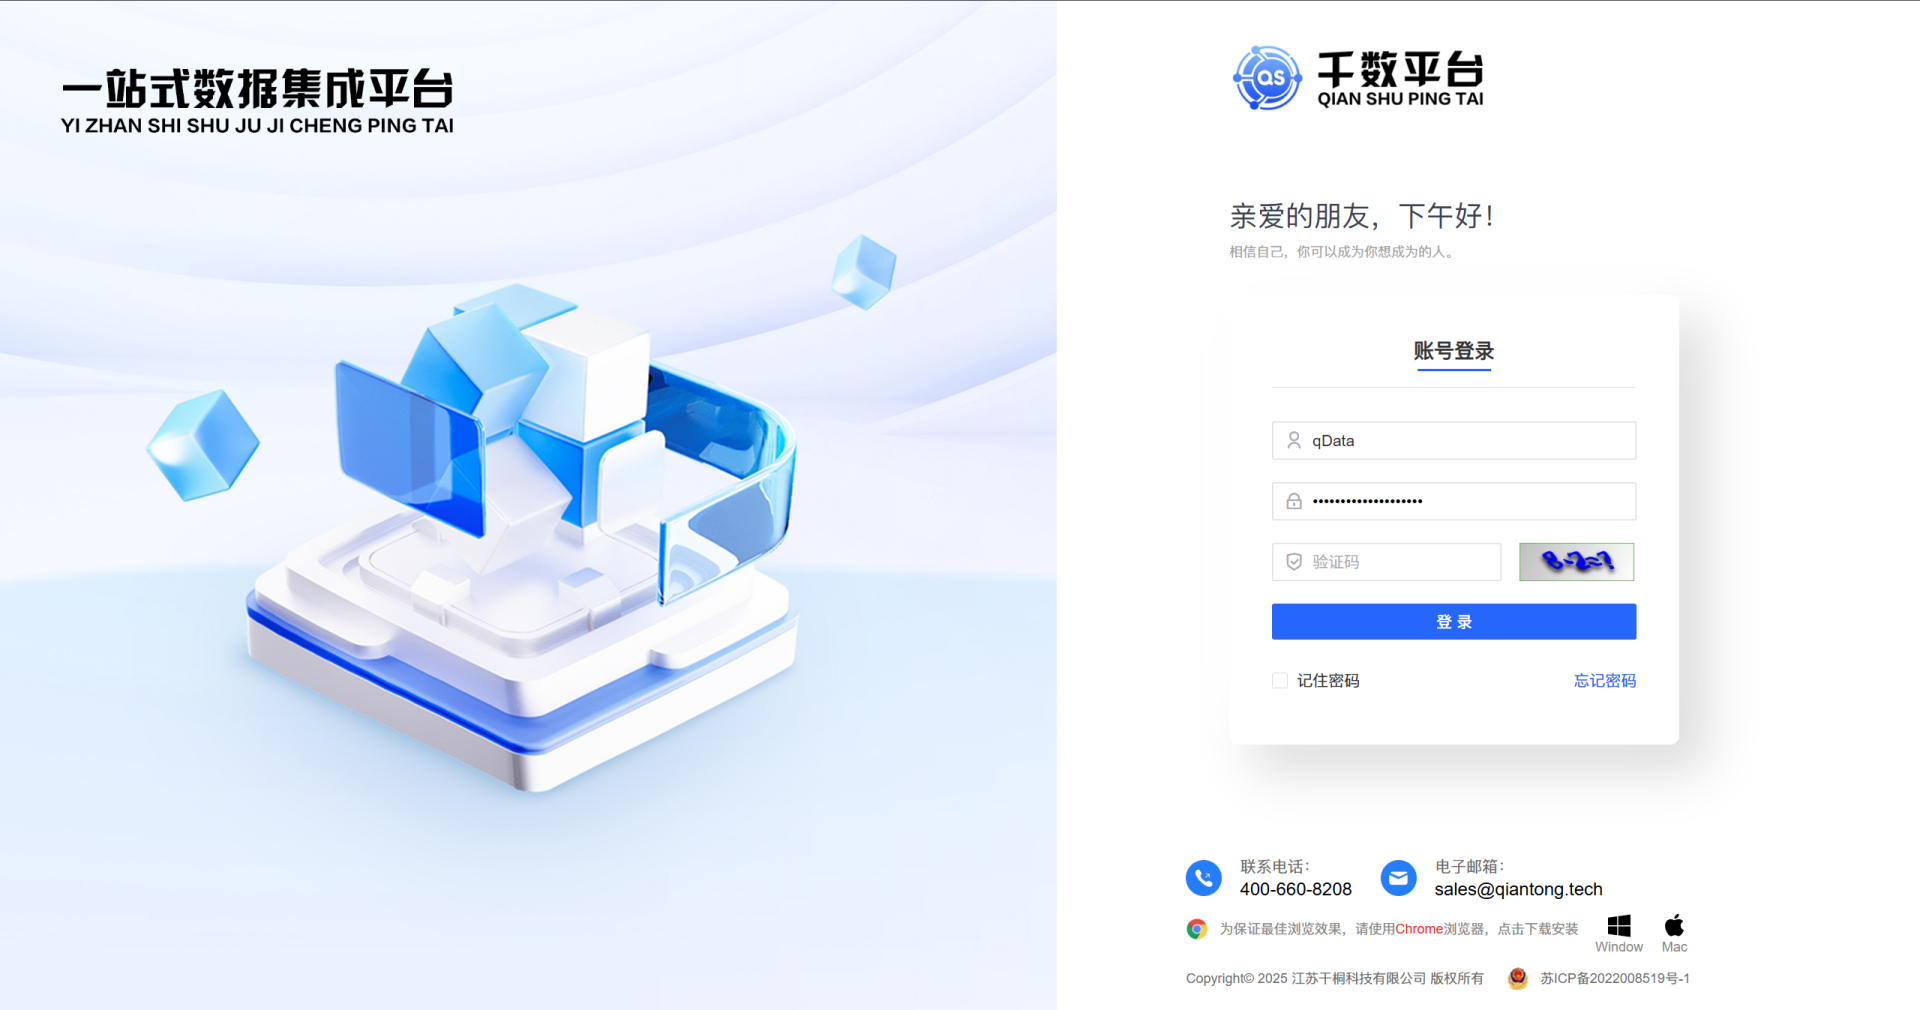 一站式数据集成平台
YI ZHAN SHI SHU JU JI CHENG PING TAI
QS
千数平台
QIAN SHU PING TAI
亲爱的朋友，下午好！
相信自己，你可以成为你想成为的人。
账号登录
qData
••••••••••••••••••••
验证码
8-2=?
登 录
记住密码
忘记密码
联系电话：
400-660-8208
电子邮箱：
sales@qiantong.tech
为保证最佳浏览效果，请使用Chrome浏览器，点击下载安装
Window
Mac
Copyright© 2025 江苏千桐科技有限公司 版权所有
苏ICP备2022008519号-1